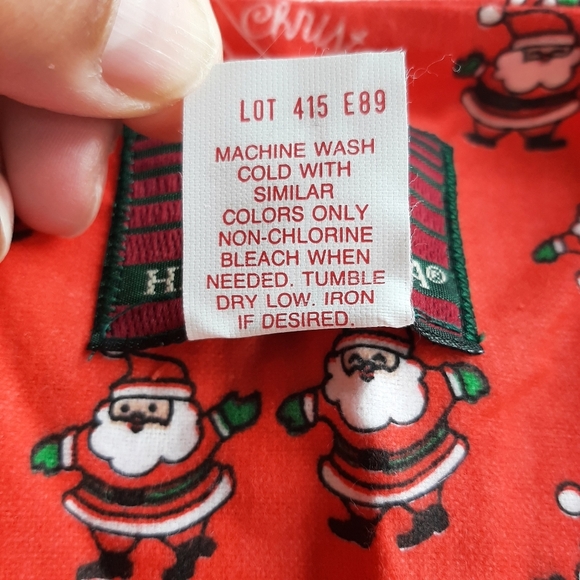 LOT 415 E89
MACHINE WASH
COLD WITH
SIMILAR
COLORS ONLY
NON-CHLORINE
BLEACH WHEN
NEEDED. TUMBLE
DRY LOW. IRON
IF DESIRED.